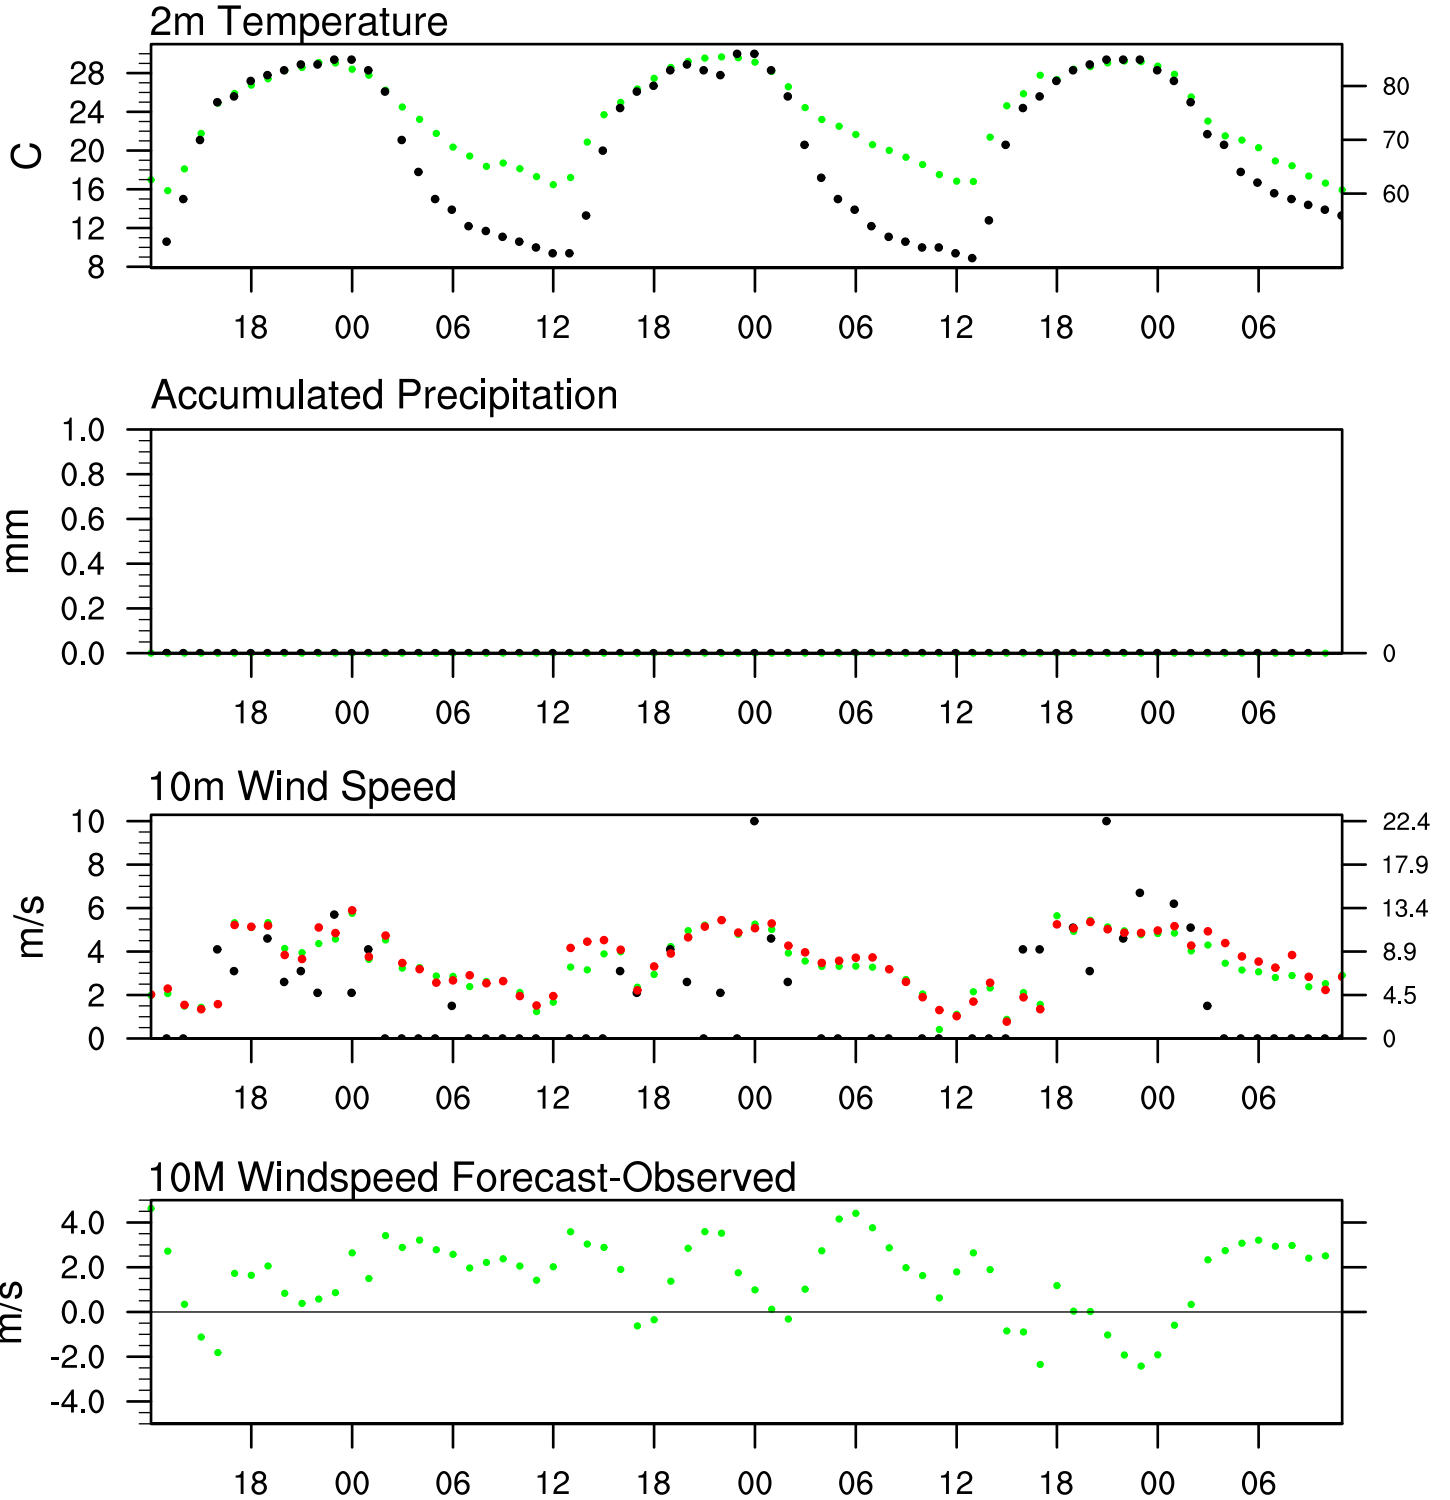 2m Temperature
28
24
20
16
12
8
C
80
70
60
18 00 06 12 18 00 06 12 18 00 06
Accumulated Precipitation
1.0
0.8
0.6
0.4
0.2
0.0
mm
0
18 00 06 12 18 00 06 12 18 00 06
10m Wind Speed
10
8
6
4
2
0
m/s
22.4
17.9
13.4
8.9
4.5
0
18 00 06 12 18 00 06 12 18 00 06
10M Windspeed Forecast-Observed
4.0
2.0
0.0
-2.0
-4.0
m/s
18 00 06 12 18 00 06 12 18 00 06